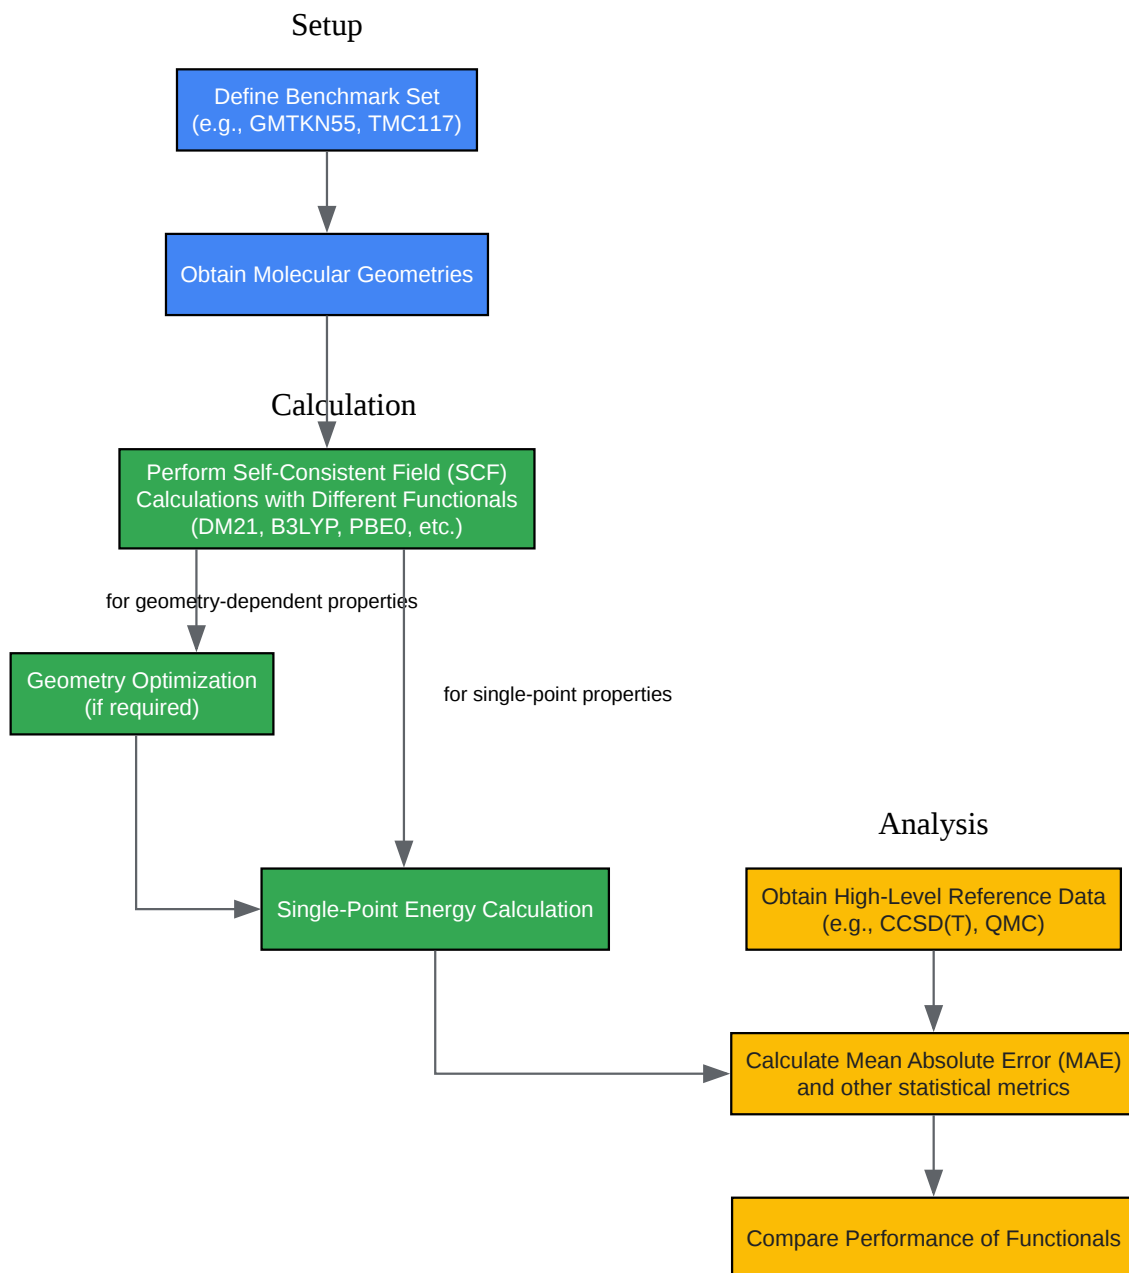 Setup
Define Benchmark Set
(e.g., GMTKN55, TMC117)
Obtain Molecular Geometries
Calculation
Perform Self-Consistent Field (SCF)
Calculations with Different Functionals
(DM21, B3LYP, PBE0, etc.)
for geometry-dependent properties
Geometry Optimization
(if required)
for single-point properties
Single-Point Energy Calculation
Analysis
Obtain High-Level Reference Data
(e.g., CCSD(T), QMC)
Calculate Mean Absolute Error (MAE)
and other statistical metrics
Compare Performance of Functionals